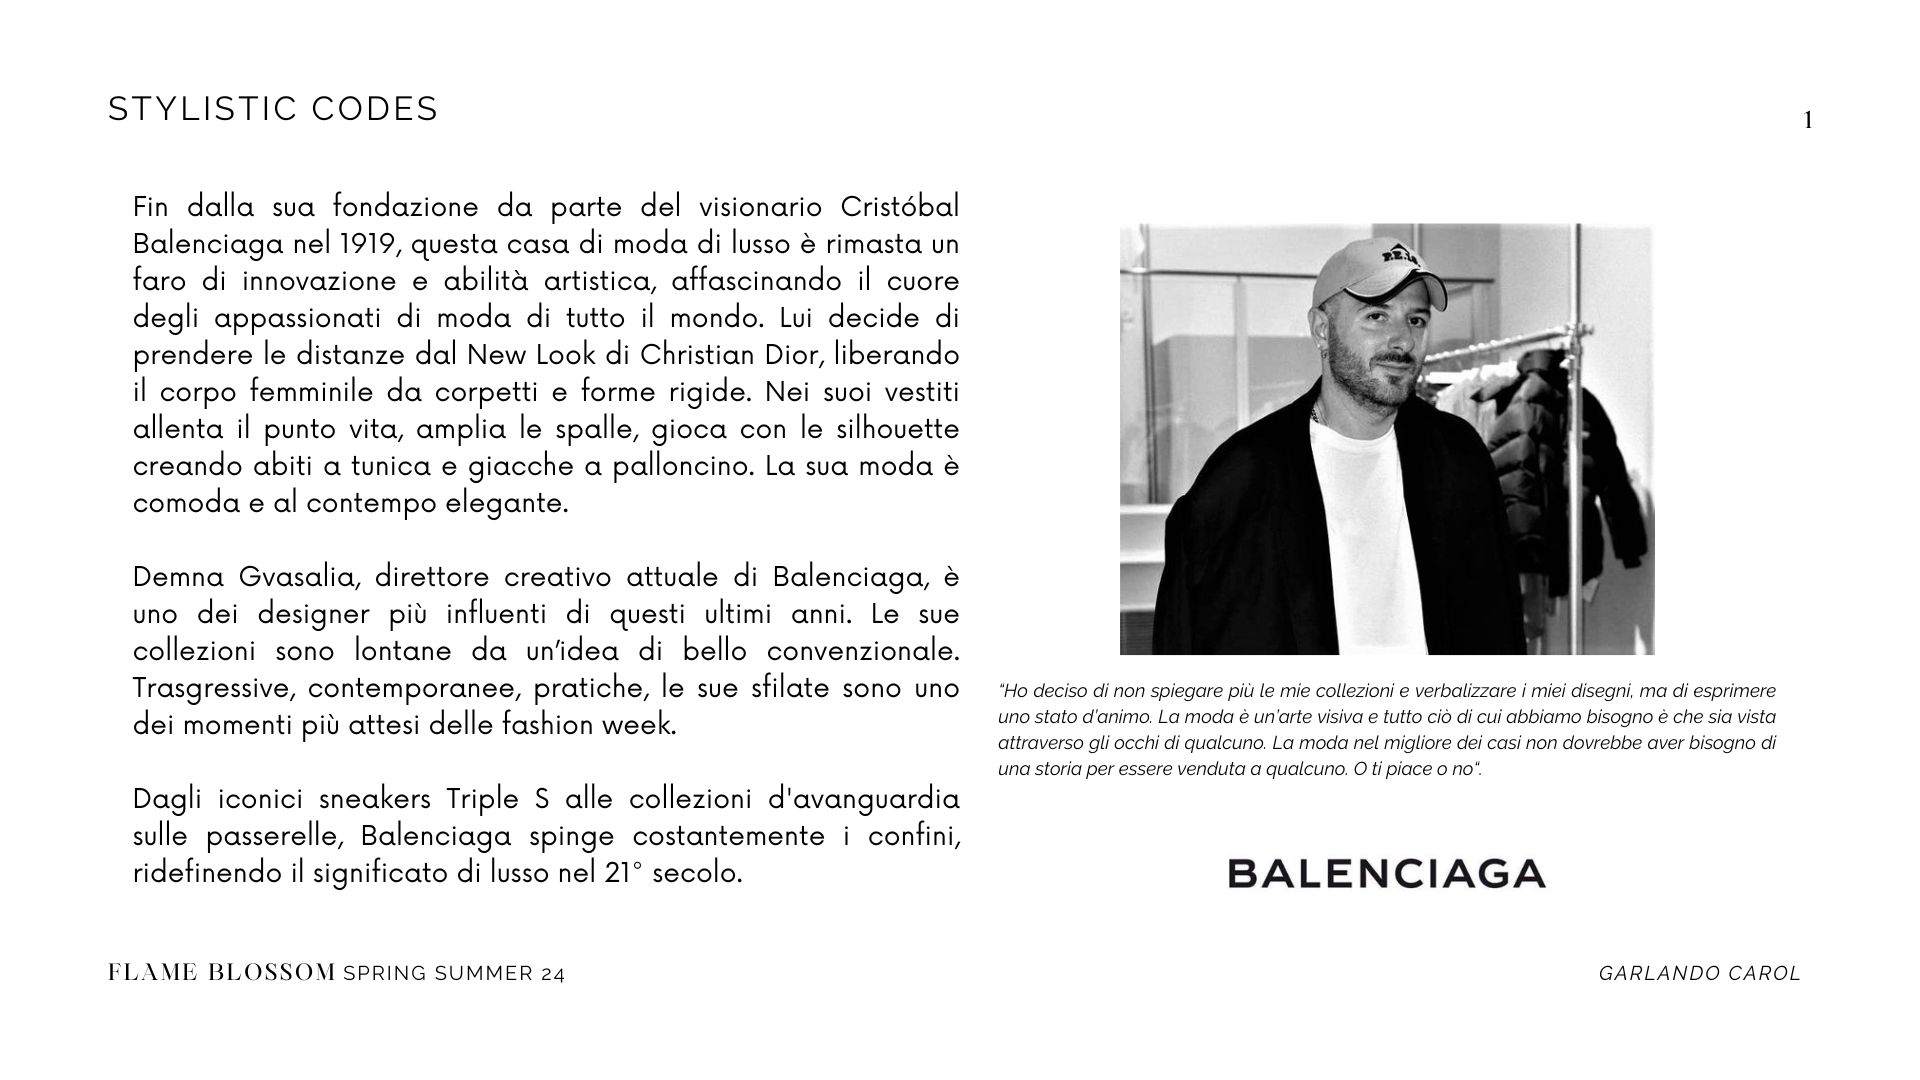 STYLISTIC CODES
1
Fin dalla sua fondazione da parte del visionario Cristóbal
Balenciaga nel 1919, questa casa di moda di lusso è rimasta un
faro di innovazione e abilità artistica, affascinando il cuore
degli appassionati di moda di tutto il mondo. Lui decide di
prendere le distanze dal New Look di Christian Dior, liberando
il corpo femminile da corpetti e forme rigide. Nei suoi vestiti
allenta il punto vita, amplia le spalle, gioca con le silhouette
creando abiti a tunica e giacche a palloncino. La sua moda è
comoda e al contempo elegante.
Demna Gvasalia, direttore creativo attuale di Balenciaga, è
uno dei designer più influenti di questi ultimi anni. Le sue
collezioni sono lontane da un’idea di bello convenzionale.
Trasgressive, contemporanee, pratiche, le sue sfilate sono uno
dei momenti più attesi delle fashion week.
Dagli iconici sneakers Triple S alle collezioni d'avanguardia
sulle passerelle, Balenciaga spinge costantemente i confini,
ridefinendo il significato di lusso nel 21° secolo.
“Ho deciso di non spiegare più le mie collezioni e verbalizzare i miei disegni, ma di esprimere
uno stato d’animo. La moda è un’arte visiva e tutto ciò di cui abbiamo bisogno è che sia vista
attraverso gli occhi di qualcuno. La moda nel migliore dei casi non dovrebbe aver bisogno di
una storia per essere venduta a qualcuno. O ti piace o no“.
BALENCIAGA
FLAME BLOSSOM SPRING SUMMER 24
GARLANDO CAROL